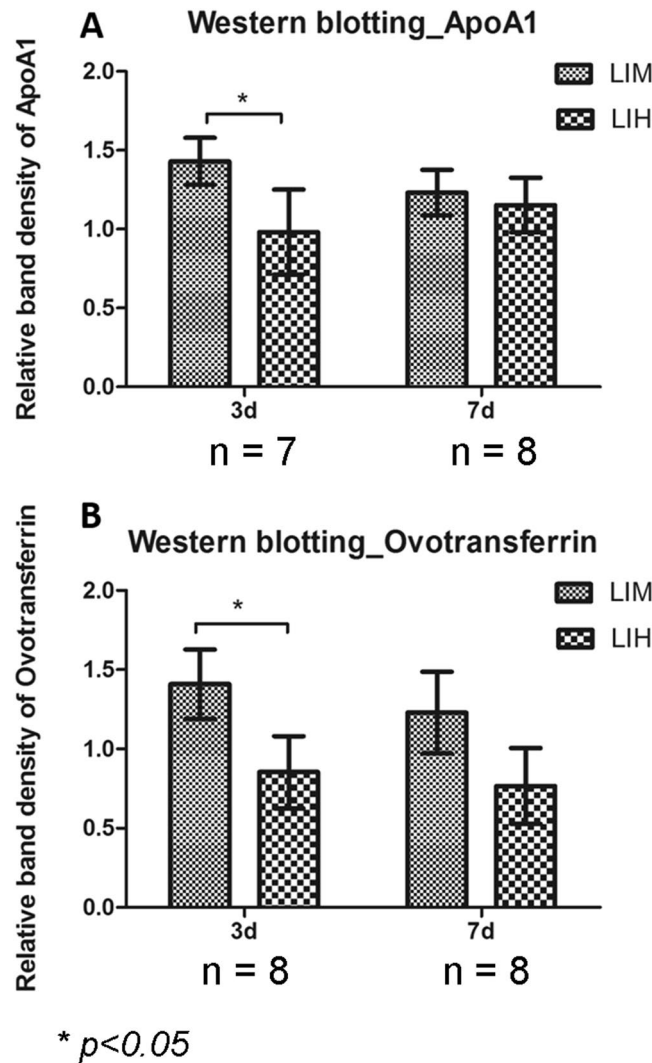 A
Western blotting_ApoA1
Relative band density of ApoA1
2.0
1.5
1.0
0.5
0.0
*
LIM
LIH
3d
7d
n = 7
n = 8
B
Western blotting_Ovotransferrin
Relative band density of Ovotransferrin
2.0
1.5
1.0
0.5
0.0
*
LIM
LIH
3d
7d
n = 8
n = 8
* p<0.05